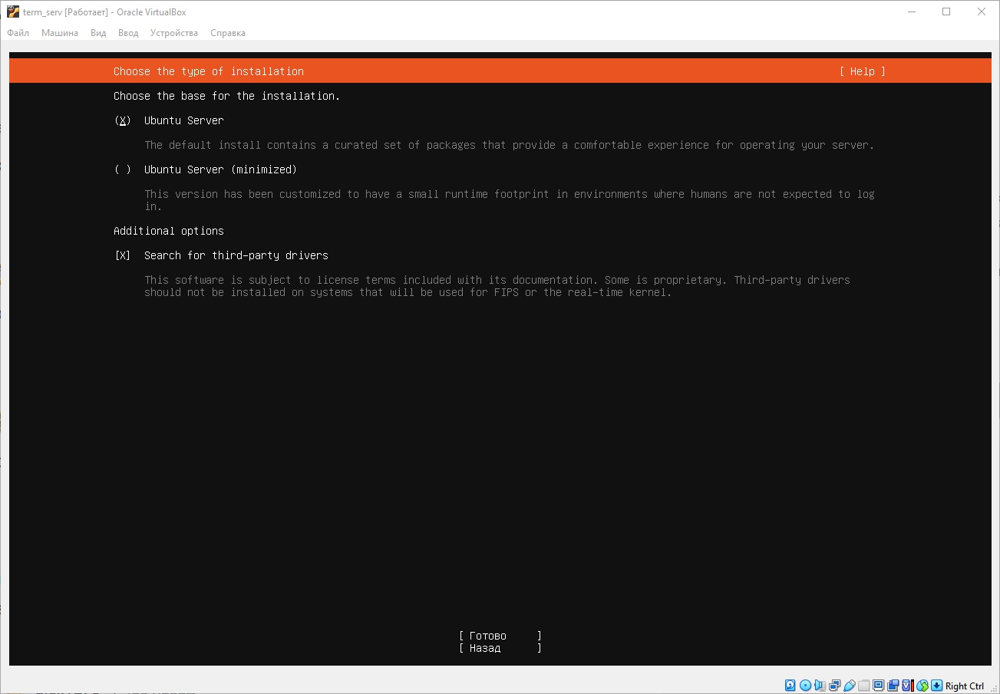 term_serv [Работает] - Oracle VirtualBox
Файл Машина Вид Ввод Устройства Справка
Choose the type of installation [ Help ]
Choose the base for the installation.
(X) Ubuntu Server
The default install contains a curated set of packages that provide a comfortable experience for operating your server.
( ) Ubuntu Server (minimized)
This version has been customized to have a small runtime footprint in environments where humans are not expected to log
in.
Additional options
[X] Search for third-party drivers
This software is subject to license terms included with its documentation. Some is proprietary. Third-party drivers
should not be installed on systems that will be used for FIPS or the real-time kernel.
[ Готово ]
[ Назад ]
Right Ctrl